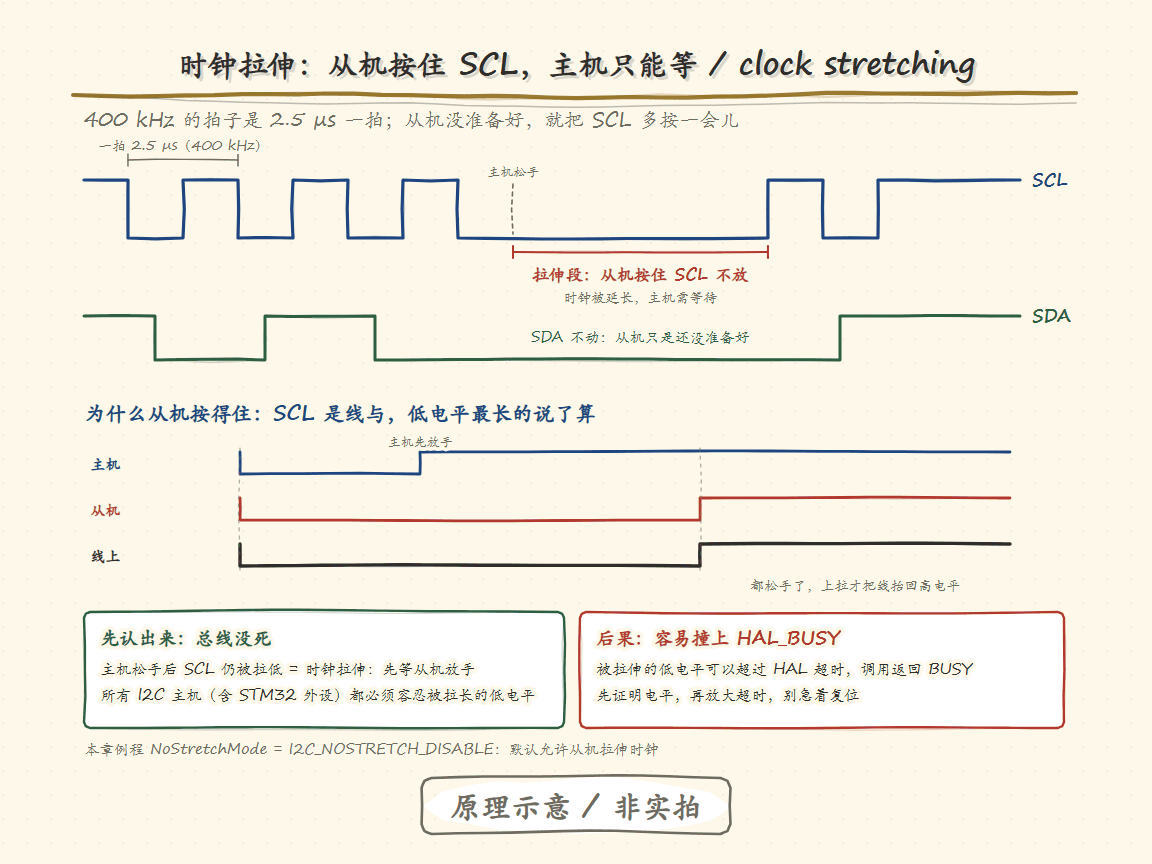 时钟拉伸：从机按住 SCL，主机只能等 / clock stretching
400 kHz 的拍子是 2.5 μs 一拍；从机没准备好，就把 SCL 多按一会儿
一拍 2.5 μs（400 kHz）
主机松手
SCL
拉伸段：从机按住 SCL 不放
时钟被延长，主机需等待
SDA
SDA 不动：从机只是还没准备好
为什么从机按得住：SCL 是线与，低电平最长的说了算
主机先放手
主机
从机
线上
都松手了，上拉才把线抬回高电平
先认出来：总线没死
主机松手后 SCL 仍被拉低 = 时钟拉伸：先等从机放手
所有 I2C 主机（含 STM32 外设）都必须容忍被拉长的低电平
后果：容易撞上 HAL_BUSY
被拉伸的低电平可以超过 HAL 超时，调用返回 BUSY
先证明电平，再放大超时，别急着复位
本章例程 NoStretchMode = I2C_NOSTRETCH_DISABLE：默认允许从机拉伸时钟
原理示意 / 非实拍